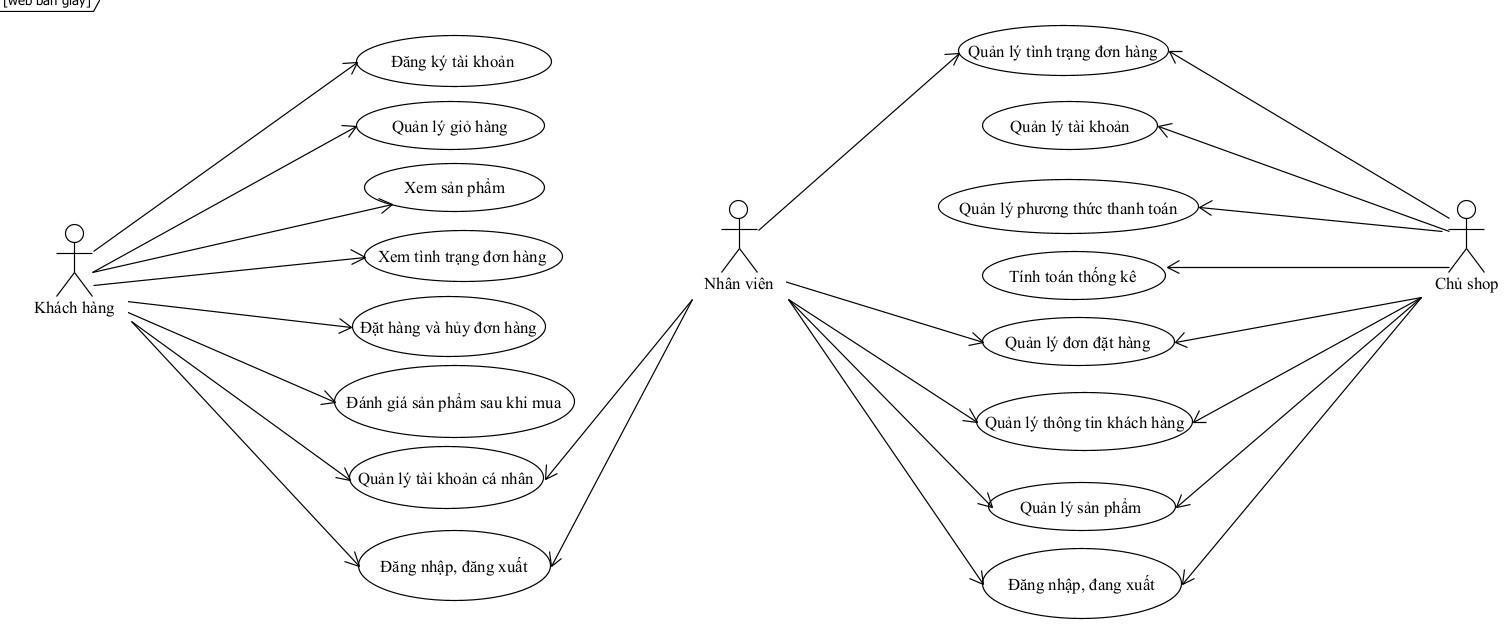 [web bán giày]
Đăng ký tài khoản
Quản lý giỏ hàng
Xem sản phẩm
Xem tình trạng đơn hàng
Khách hàng
Đặt hàng và hủy đơn hàng
Đánh giá sản phẩm sau khi mua
Quản lý tài khoản cá nhân
Đăng nhập, đăng xuất
Nhân viên
Quản lý tình trạng đơn hàng
Quản lý tài khoản
Quản lý phương thức thanh toán
Tính toán thống kê
Chủ shop
Quản lý đơn đặt hàng
Quản lý thông tin khách hàng
Quản lý sản phẩm
Đăng nhập, đang xuất